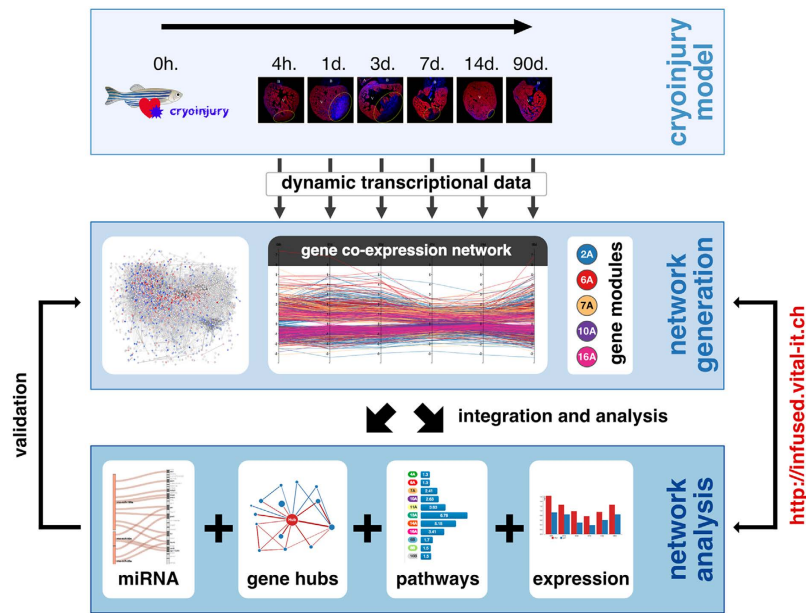 0h.
4h. 1d. 3d. 7d. 14d. 90d.
cryoinjury
cryoinjury
model
dynamic transcriptional data
gene co-expression network
2A
6A
7A
10A
16A
gene modules
network
generation
validation
integration and analysis
http://infused.vital-it.ch
miRNA
+
Hub
gene hubs
+
pathways
+
expression
network
analysis